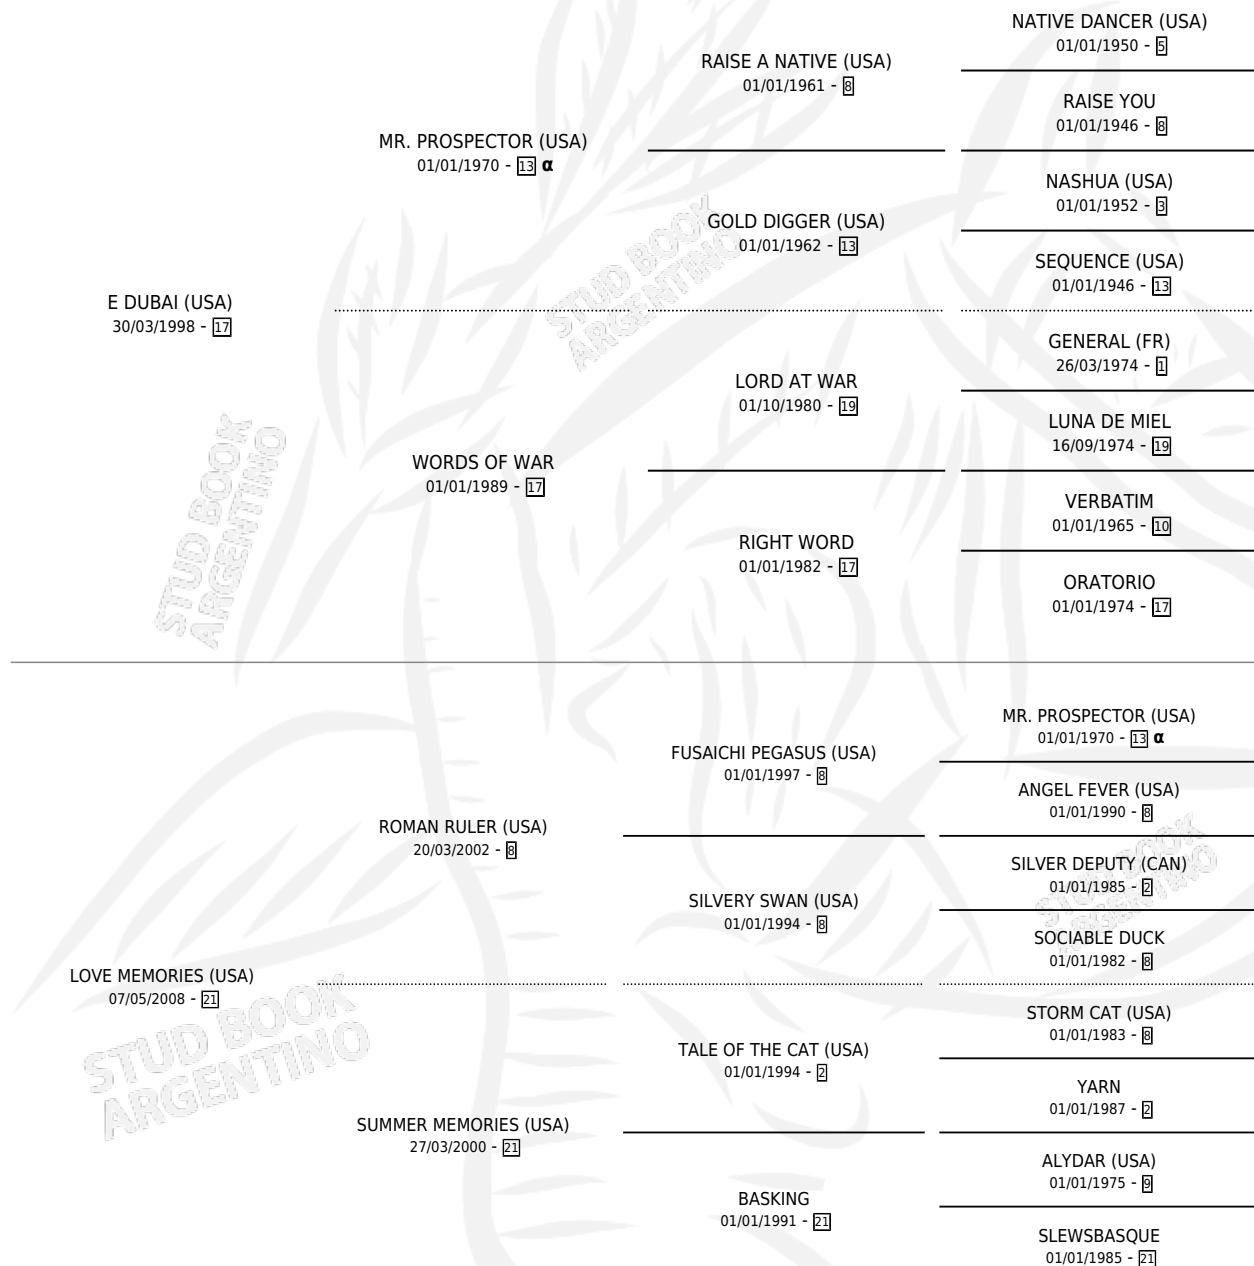 NATIVE DANCER (USA)
01/01/1950 - 5
RAISE A NATIVE (USA)
01/01/1961 - 8
RAISE YOU
01/01/1946 - 8
MR. PROSPECTOR (USA)
01/01/1970 - 13 α
NASHUA (USA)
01/01/1952 - 3
GOLD DIGGER (USA)
01/01/1962 - 13
SEQUENCE (USA)
01/01/1946 - 13
E DUBAI (USA)
30/03/1998 - 17
GENERAL (FR)
26/03/1974 - 1
LORD AT WAR
01/10/1980 - 19
LUNA DE MIEL
16/09/1974 - 19
WORDS OF WAR
01/01/1989 - 17
VERBATIM
01/01/1965 - 10
RIGHT WORD
01/01/1982 - 17
ORATORIO
01/01/1974 - 17
MR. PROSPECTOR (USA)
01/01/1970 - 13 α
FUSAICHI PEGASUS (USA)
01/01/1997 - 8
ANGEL FEVER (USA)
01/01/1990 - 8
ROMAN RULER (USA)
20/03/2002 - 8
SILVER DEPUTY (CAN)
01/01/1985 - 2
SILVERY SWAN (USA)
01/01/1994 - 8
SOCIABLE DUCK
01/01/1982 - 8
LOVE MEMORIES (USA)
07/05/2008 - 21
STORM CAT (USA)
01/01/1983 - 8
TALE OF THE CAT (USA)
01/01/1994 - 2
YARN
01/01/1987 - 2
SUMMER MEMORIES (USA)
27/03/2000 - 21
ALYDAR (USA)
01/01/1975 - 9
BASKING
01/01/1991 - 21
SLEWSBASQUE
01/01/1985 - 21
STUD BOOK
ARGENTINO
STUD BOOK
ARGENTINO
STUD BOOK
ARGENTINO
STUD BOOK
ARGENTINO